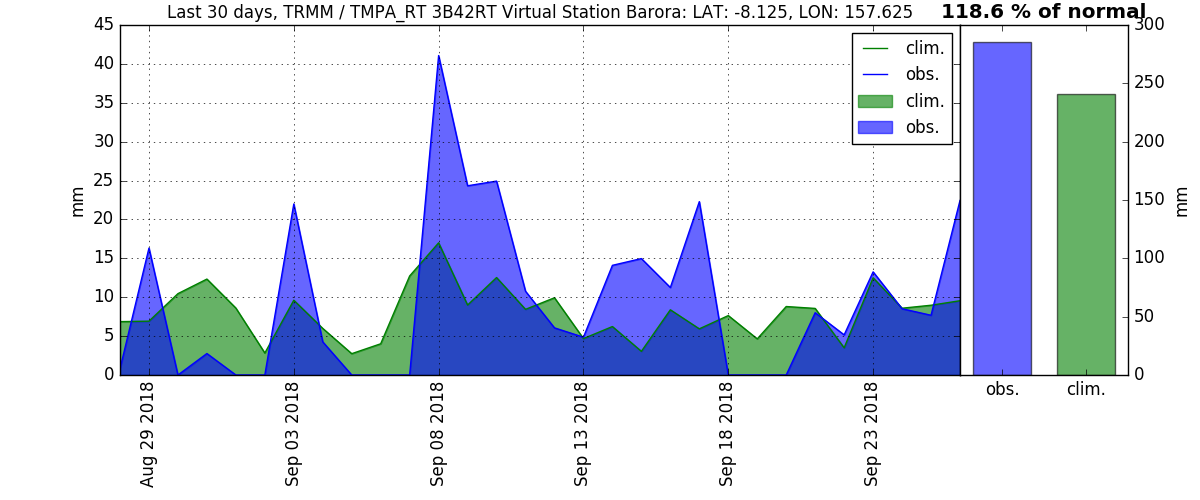 Last 30 days, TRMM / TMPA_RT 3B42RT Virtual Station Barora: LAT: -8.125, LON: 157.625
118.6 % of normal
45
40
35
30
25
20
15
10
5
0
mm
clim.
obs.
clim.
obs.
Aug 29 2018
Sep 03 2018
Sep 08 2018
Sep 13 2018
Sep 18 2018
Sep 23 2018
300
250
200
150
100
50
0
mm
obs.
clim.